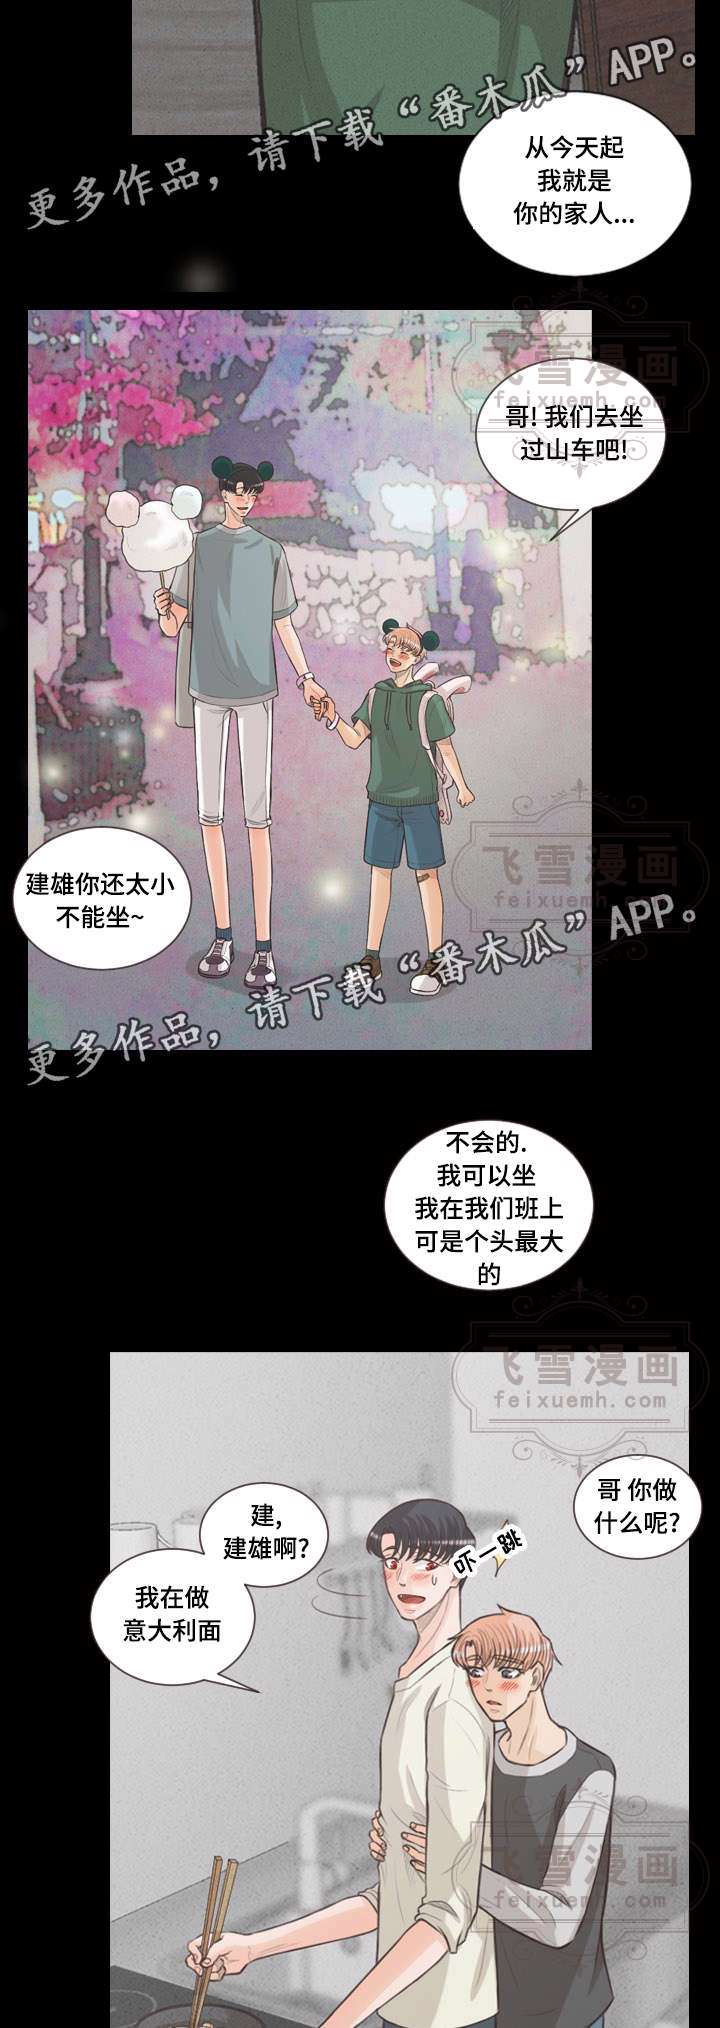 更多作品，请下载“番木瓜”APP。
从今天起
我就是
你的家人...
飞雪漫画
feixuemh.com
哥! 我们去坐
过山车吧!
飞雪漫画
feixuemh.com
建雄你还太小
不能坐~
更多作品，请下载“番木瓜”APP。
不会的.
我可以坐
我在我们班上
可是个头最大
的
飞雪漫画
feixuemh.com
哥 你做
什么呢?
建,
建雄啊?
吓一跳
我在做
意大利面
飞雪漫画
feixuemh.com